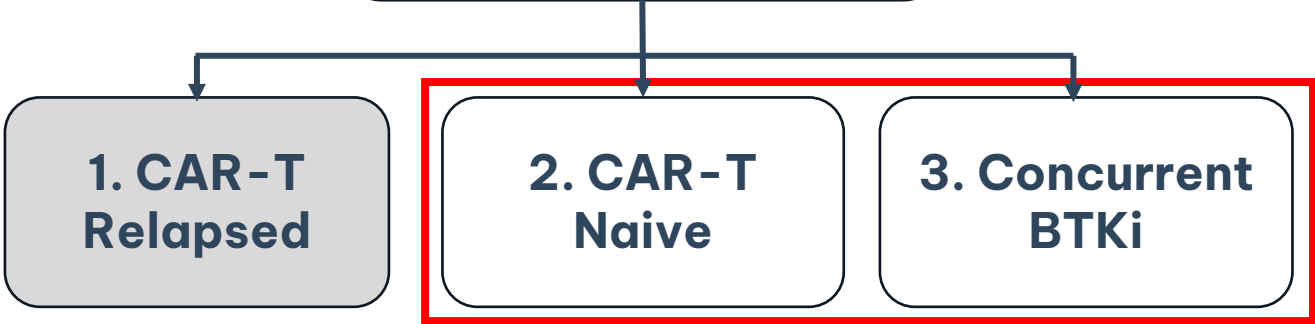 1. CAR-T
Relapsed
2. CAR-T
Naive
3. Concurrent
BTKi